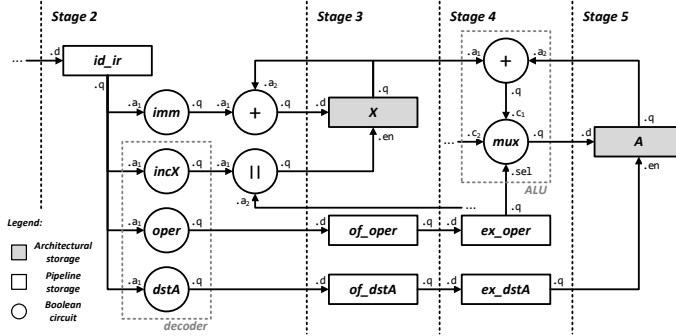 Stage 2
Stage 3
Stage 4
Stage 5
... .d id_ir .q
.a₁ .q .a₂ .a₁ + .a₂ .q
.a₁ imm .q .a₁ + .q .d X .q .c₁ .q
... .c₂ mux .q .d A .en
.en .sel
.a₁ incX .q .a₁ || .q
.a₂ ... .q ALU
.a₁ oper .q .d of_oper .q .d ex_oper
.a₁ dstA .q .d of_dstA .q .d ex_dstA .q
decoder
Legend:
Architectural
storage
Pipeline
storage
Boolean
circuit